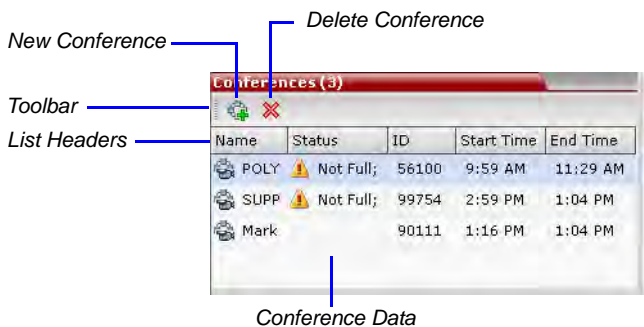 Delete Conference
New Conference
Conferences (3)
Toolbar
List Headers
Name Status ID Start Time End Time
POLY Not Full; 56100 9:59 AM 11:29 AM
SUPP Not Full; 99754 2:59 PM 1:04 PM
Mark 90111 1:16 PM 1:04 PM
Conference Data